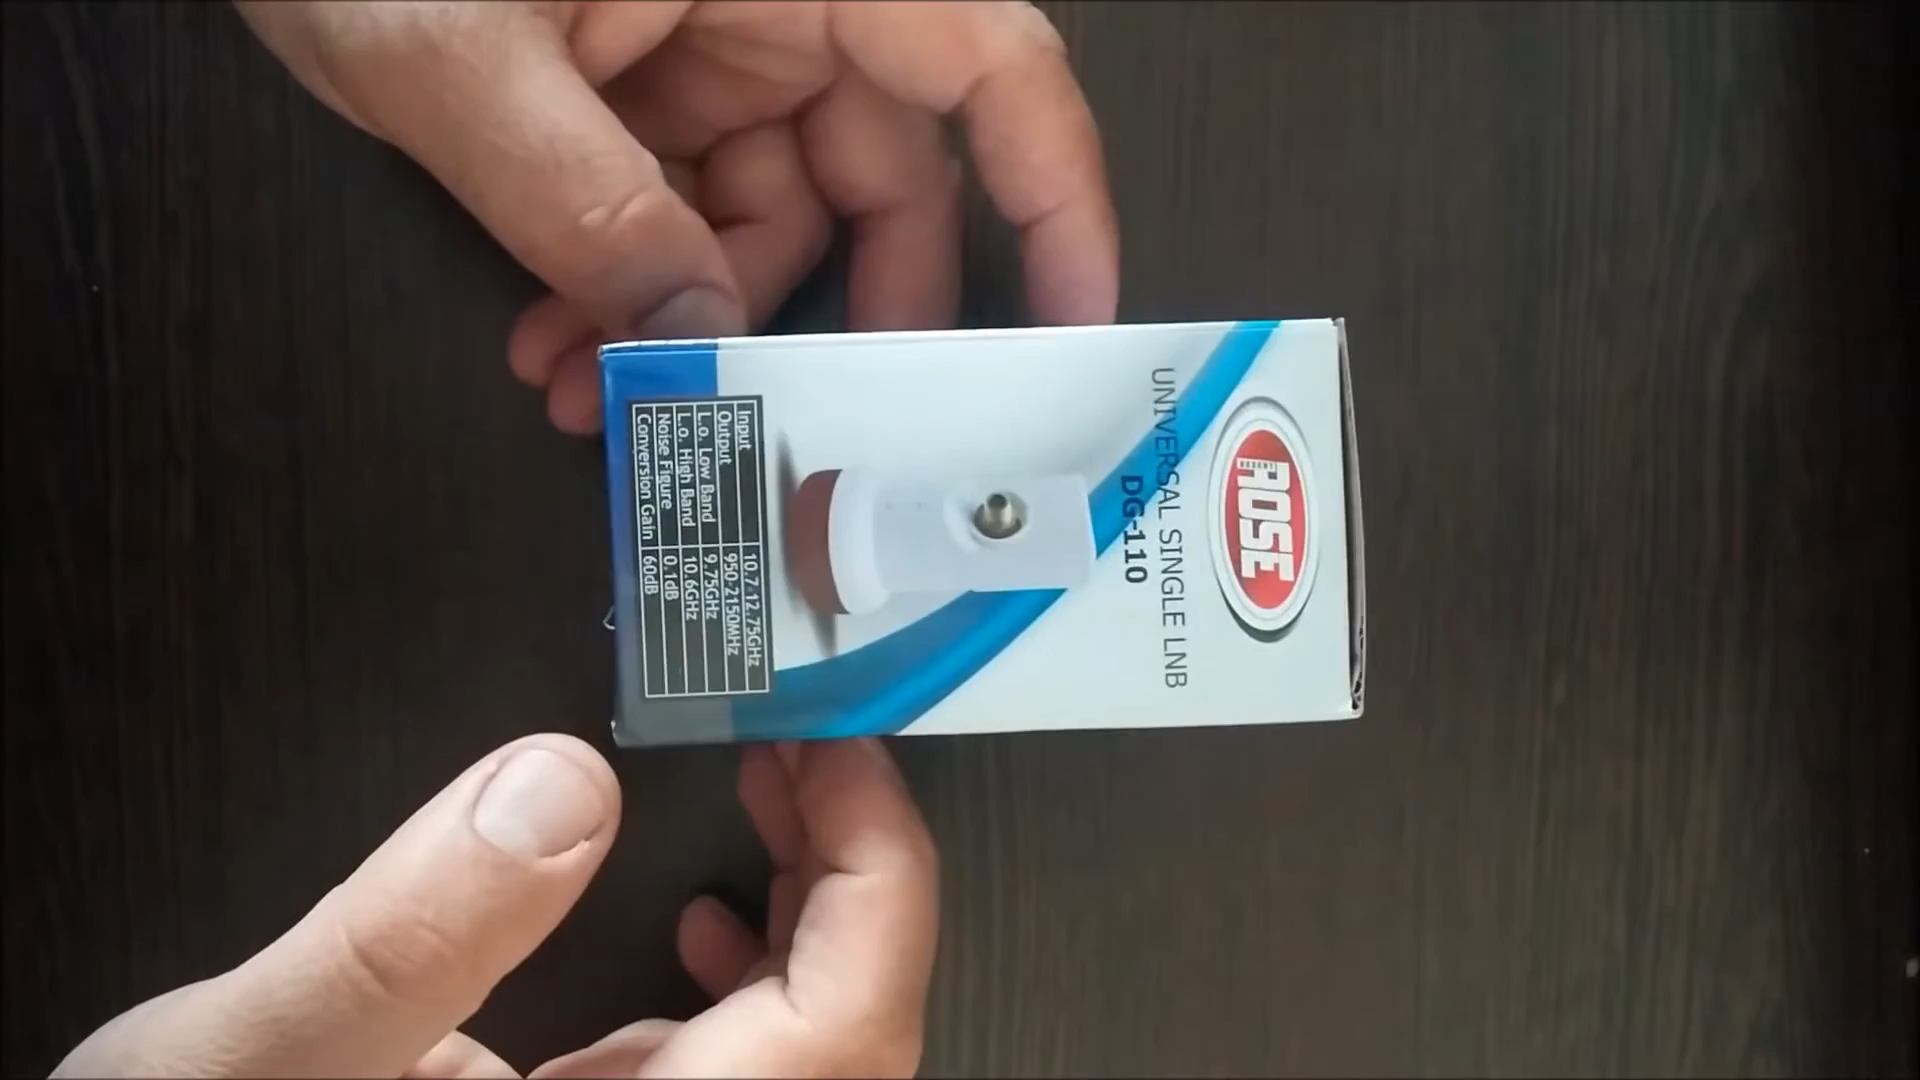 ROSE
UNIVERSAL SINGLE LNB
DG-110
Input 10.7-12.75GHz
Output 950-2150MHz
L.o. Low Band 9.75GHz
L.o. High Band 10.6GHz
Noise Figure 0.1dB
Conversion Gain 60dB